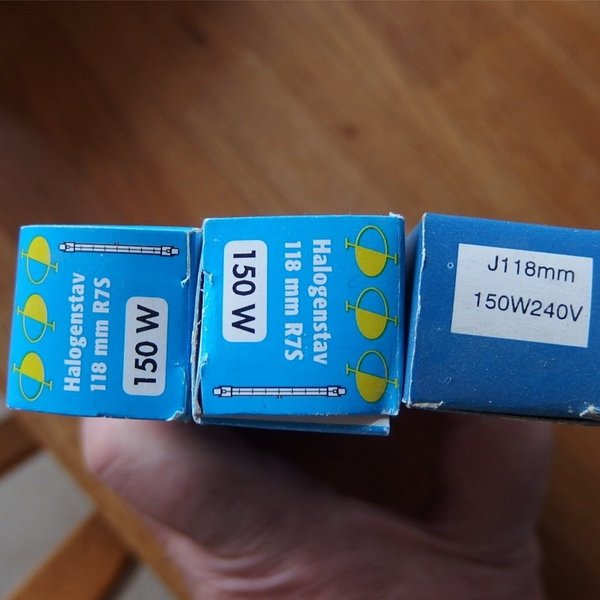 Halogenstav
118 mm R7S
150 W
Halogenstav
118 mm R7S
150 W
J118mm
150W240V